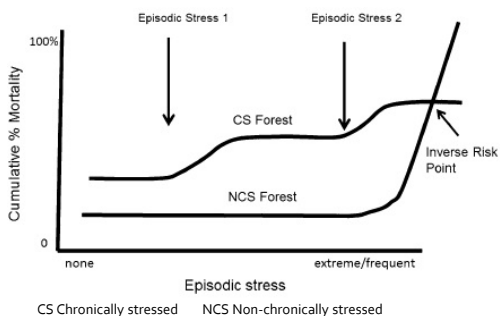 Episodic Stress 1
Episodic Stress 2
100%
Cumulative % Mortality
CS Forest
Inverse Risk
Point
NCS Forest
0
none
extreme/frequent
Episodic stress
CS Chronically stressed NCS Non-chronically stressed